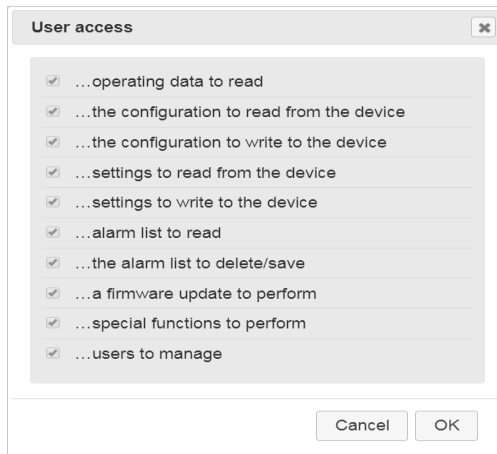 User access
...operating data to read
...the configuration to read from the device
...the configuration to write to the device
...settings to read from the device
...settings to write to the device
...alarm list to read
...the alarm list to delete/save
...a firmware update to perform
...special functions to perform
...users to manage
Cancel OK